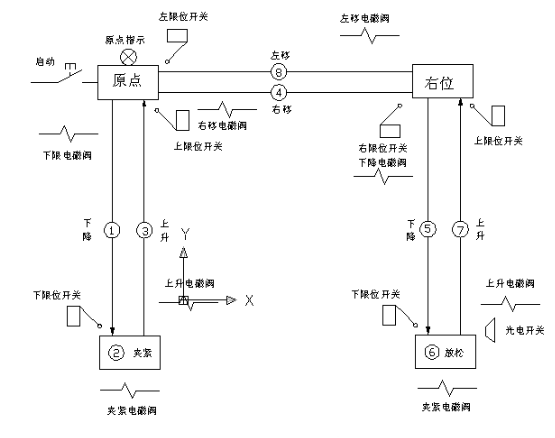 左限位开关
左移电磁阀
原点指示
启动
左移
⑧
原点
右位
④
右移
右移电磁阀
上限位开关
下限电磁阀
右限位开关
下降电磁阀
上限位开关
下降
①
③
上升
Y
X
下降
⑤
⑦
上升
上升电磁阀
下限位开关
下限位开关
上升电磁阀
光电开关
② 夹紧
⑥ 放松
夹紧电磁阀
夹紧电磁阀